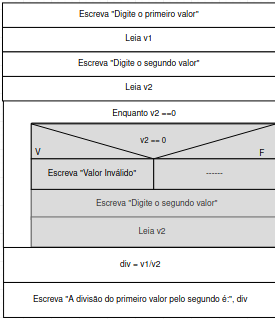 Escreva "Digite o primeiro valor"
Leia v1
Escreva "Digite o segundo valor"
Leia v2
Enquanto v2 ==0
v2 == 0
V
F
Escreva "Valor Inválido"
------
Escreva "Digite o segundo valor"
Leia v2
div = v1/v2
Escreva "A divisão do primeiro valor pelo segundo é:", div